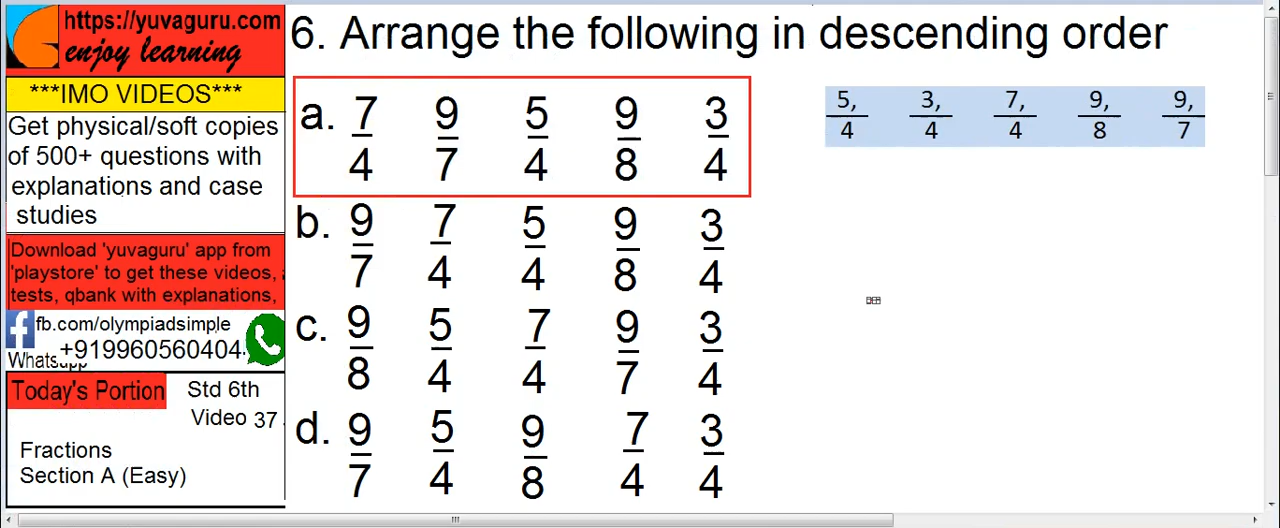 https://yuvaguru.com
enjoy learning
***IMO VIDEOS***
Get physical/soft copies
of 500+ questions with
explanations and case
studies
Download 'yuvaguru' app from
'playstore' to get these videos,
tests, qbank with explanations,
fb.com/olympiadsimple
Whatsupp +919960560404
Today's Portion Std 6th
Video 37
Fractions
Section A (Easy)
6. Arrange the following in descending order
a. 7/4 9/7 5/4 9/8 3/4
b. 9/7 7/4 5/4 9/8 3/4
c. 9/8 5/4 7/4 9/7 3/4
d. 9/7 5/4 9/8 7/4 3/4
5, 3, 7, 9, 9,
4 4 4 8 7